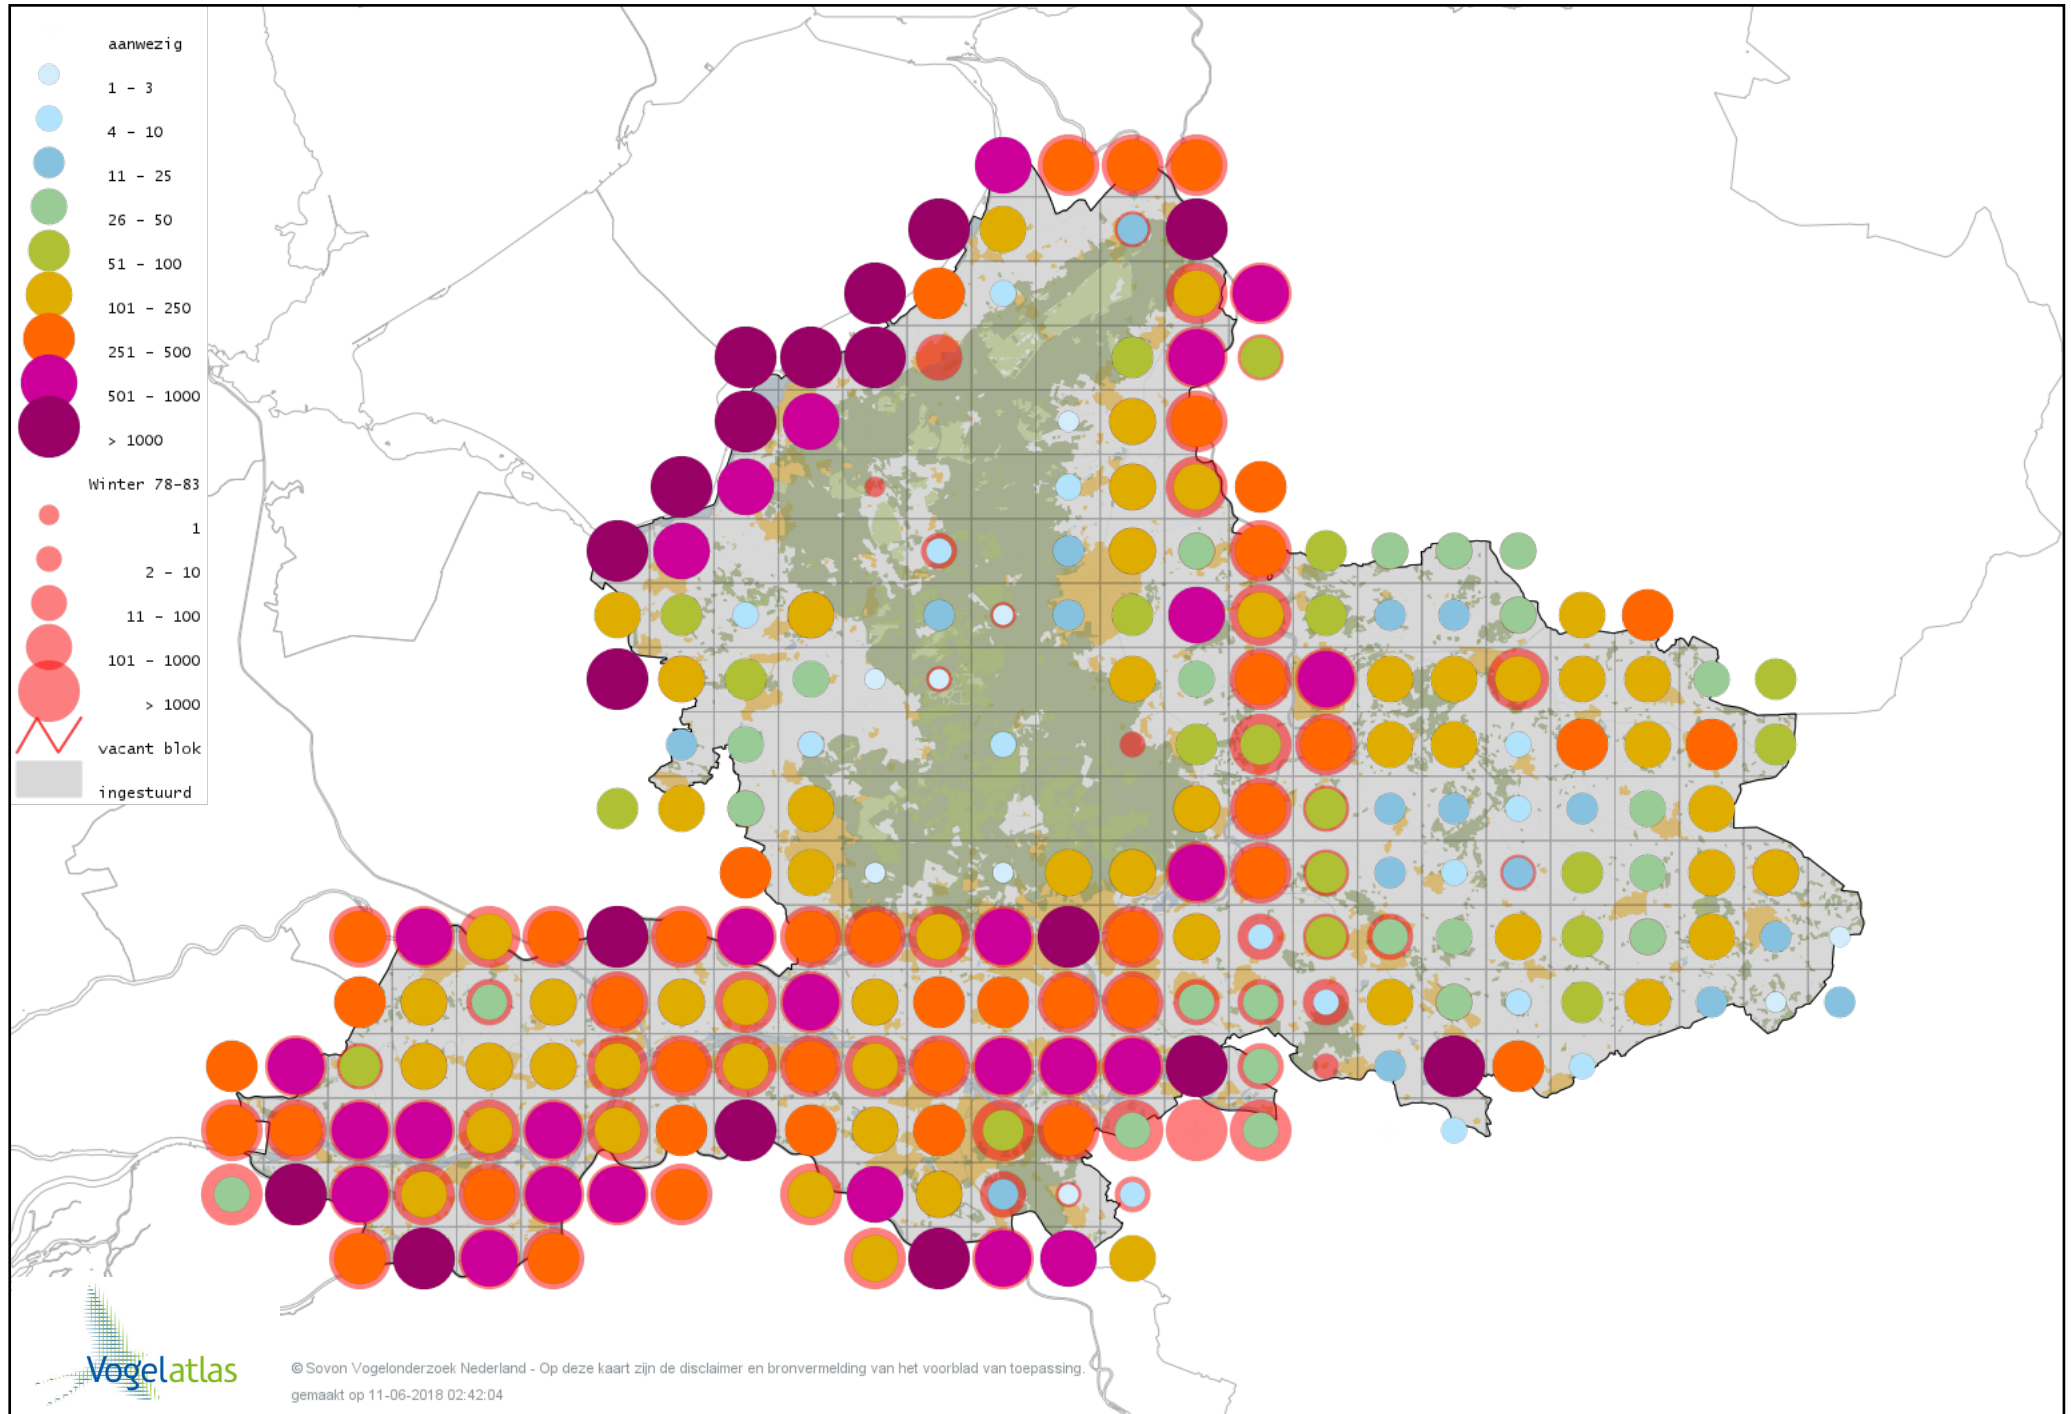 aanwezig
1 - 3
4 - 10
11 - 25
26 - 50
51 - 100
101 - 250
251 - 500
501 - 1000
> 1000
Winter 78-83
1
2 - 10
11 - 100
101 - 1000
> 1000
vacant blok
ingestuurd
Vogelatlas
© Sovon Vogelonderzoek Nederland - Op deze kaart zijn de disclaimer en bronvermelding van het voorblad van toepassing.
gemaakt op 11-06-2018 02:42:04